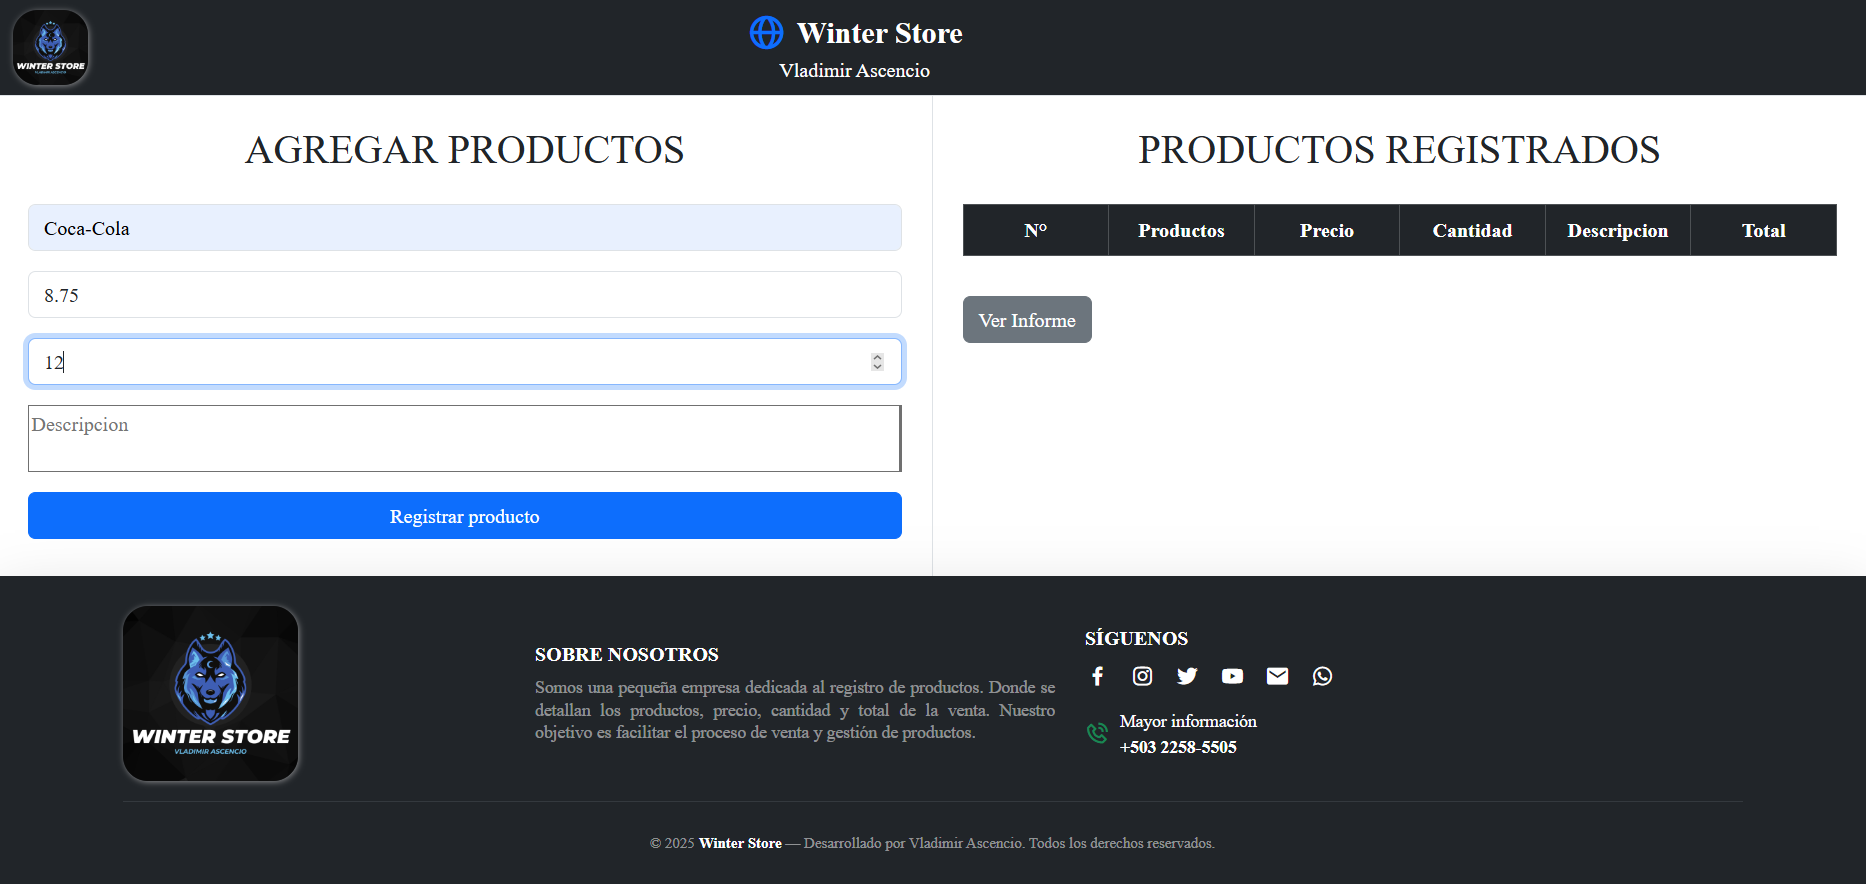 WINTER STORE
VLADIMIR ASCENCIO
Winter Store
Vladimir Ascencio
AGREGAR PRODUCTOS
Coca-Cola
8.75
12
Descripcion
Registrar producto
PRODUCTOS REGISTRADOS
N° Productos Precio Cantidad Descripcion Total
Ver Informe
WINTER STORE
VLADIMIR ASCENCIO
SOBRE NOSOTROS
Somos una pequeña empresa dedicada al registro de productos. Donde se
detallan los productos, precio, cantidad y total de la venta. Nuestro
objetivo es facilitar el proceso de venta y gestión de productos.
SÍGUENOS
Mayor información
+503 2258-5505
© 2025 Winter Store — Desarrollado por Vladimir Ascencio. Todos los derechos reservados.